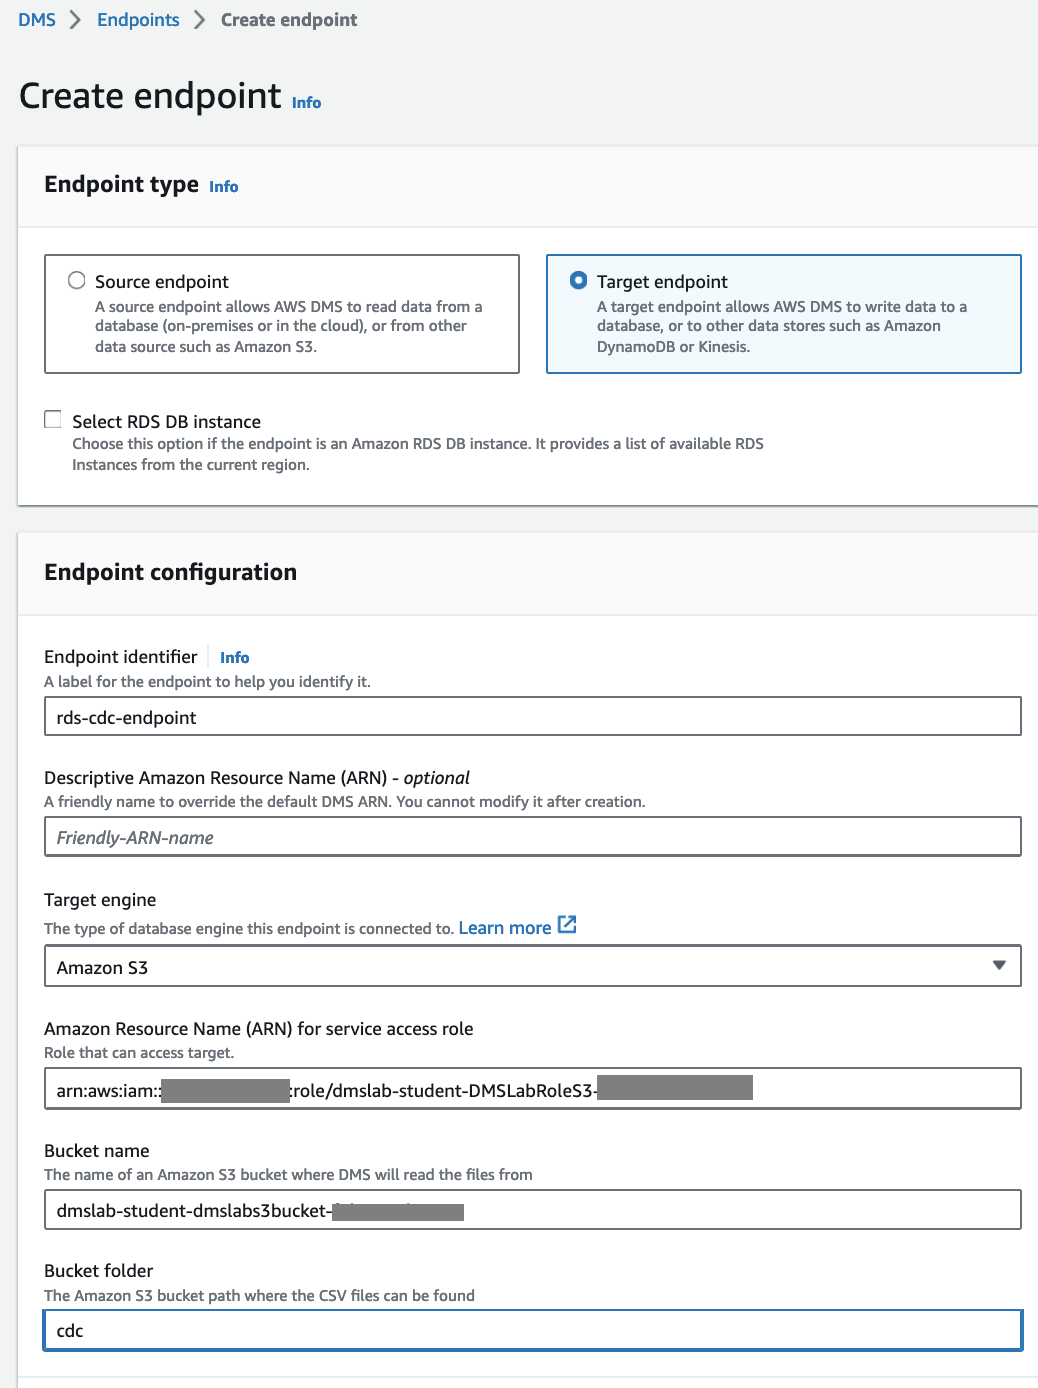 DMS > Endpoints > Create endpoint
Create endpoint Info
Endpoint type Info
Source endpoint
A source endpoint allows AWS DMS to read data from a
database (on-premises or in the cloud), or from other
data source such as Amazon S3.
Target endpoint
A target endpoint allows AWS DMS to write data to a
database, or to other data stores such as Amazon
DynamoDB or Kinesis.
Select RDS DB instance
Choose this option if the endpoint is an Amazon RDS DB instance. It provides a list of available RDS
Instances from the current region.
Endpoint configuration
Endpoint identifier Info
A label for the endpoint to help you identify it.
rds-cdc-endpoint
Descriptive Amazon Resource Name (ARN) - optional
A friendly name to override the default DMS ARN. You cannot modify it after creation.
Friendly-ARN-name
Target engine
The type of database engine this endpoint is connected to. Learn more
Amazon S3
Amazon Resource Name (ARN) for service access role
Role that can access target.
arn:aws:iam:: :role/dmslab-student-DMSLabRoleS3-
Bucket name
The name of an Amazon S3 bucket where DMS will read the files from
dmslab-student-dmslabs3bucket-
Bucket folder
The Amazon S3 bucket path where the CSV files can be found
cdc